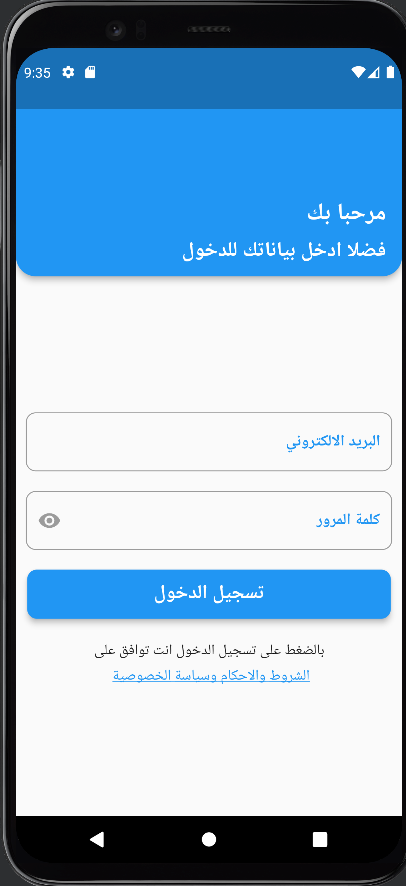 9:35
مرحبا بك
فضلا ادخل بياناتك للدخول
البريد الالكتروني
كلمة المرور
تسجيل الدخول
بالضغط على تسجيل الدخول انت توافق على
الشروط والاحكام وسياسة الخصوصية